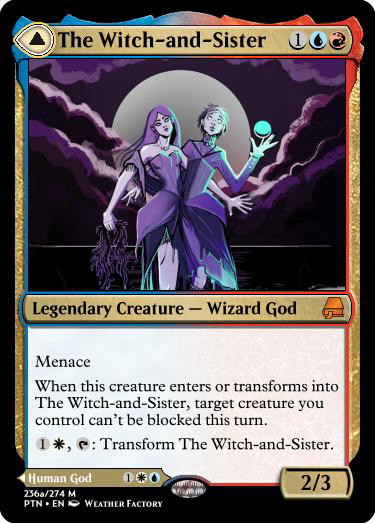 The Witch-and-Sister 1
Legendary Creature — Wizard God
Menace
When this creature enters or transforms into
The Witch-and-Sister, target creature you
control can't be blocked this turn.
1 , : Transform The Witch-and-Sister.
Human God 1
2/3
236a/274 M
PTN • EN Weather Factory